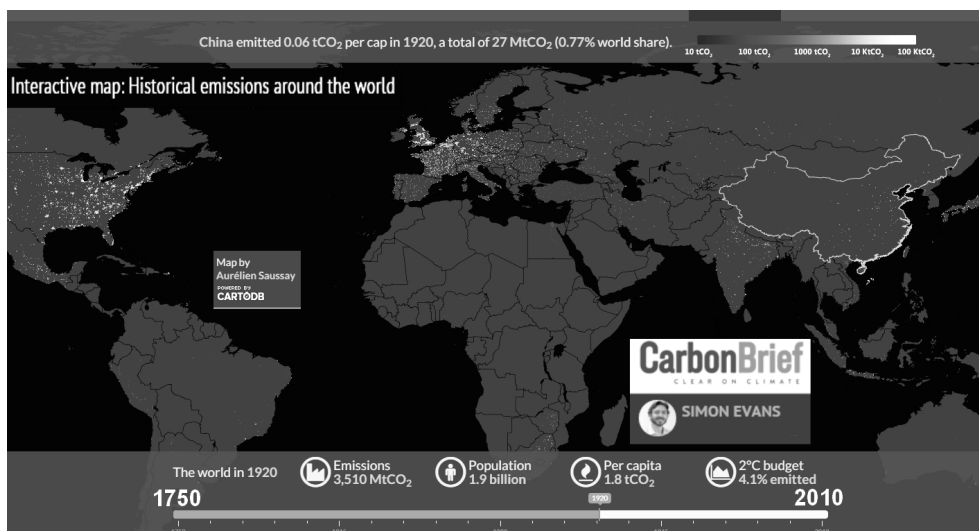 China emitted 0.06 tCO₂ per cap in 1920, a total of 27 MtCO₂ (0.77% world share).
10 tCO₂ 100 tCO₂ 1000 tCO₂ 10 KtCO₂ 100 KtCO₂
Interactive map: Historical emissions around the world
Map by
Aurélien Saussay
POWERED BY
CARTODB
CarbonBrief
CLEAR ON CLIMATE
SIMON EVANS
The world in 1920
Emissions
3,510 MtCO₂
Population
1.9 billion
Per capita
1.8 tCO₂
2°C budget
4.1% emitted
1750
1920
2010